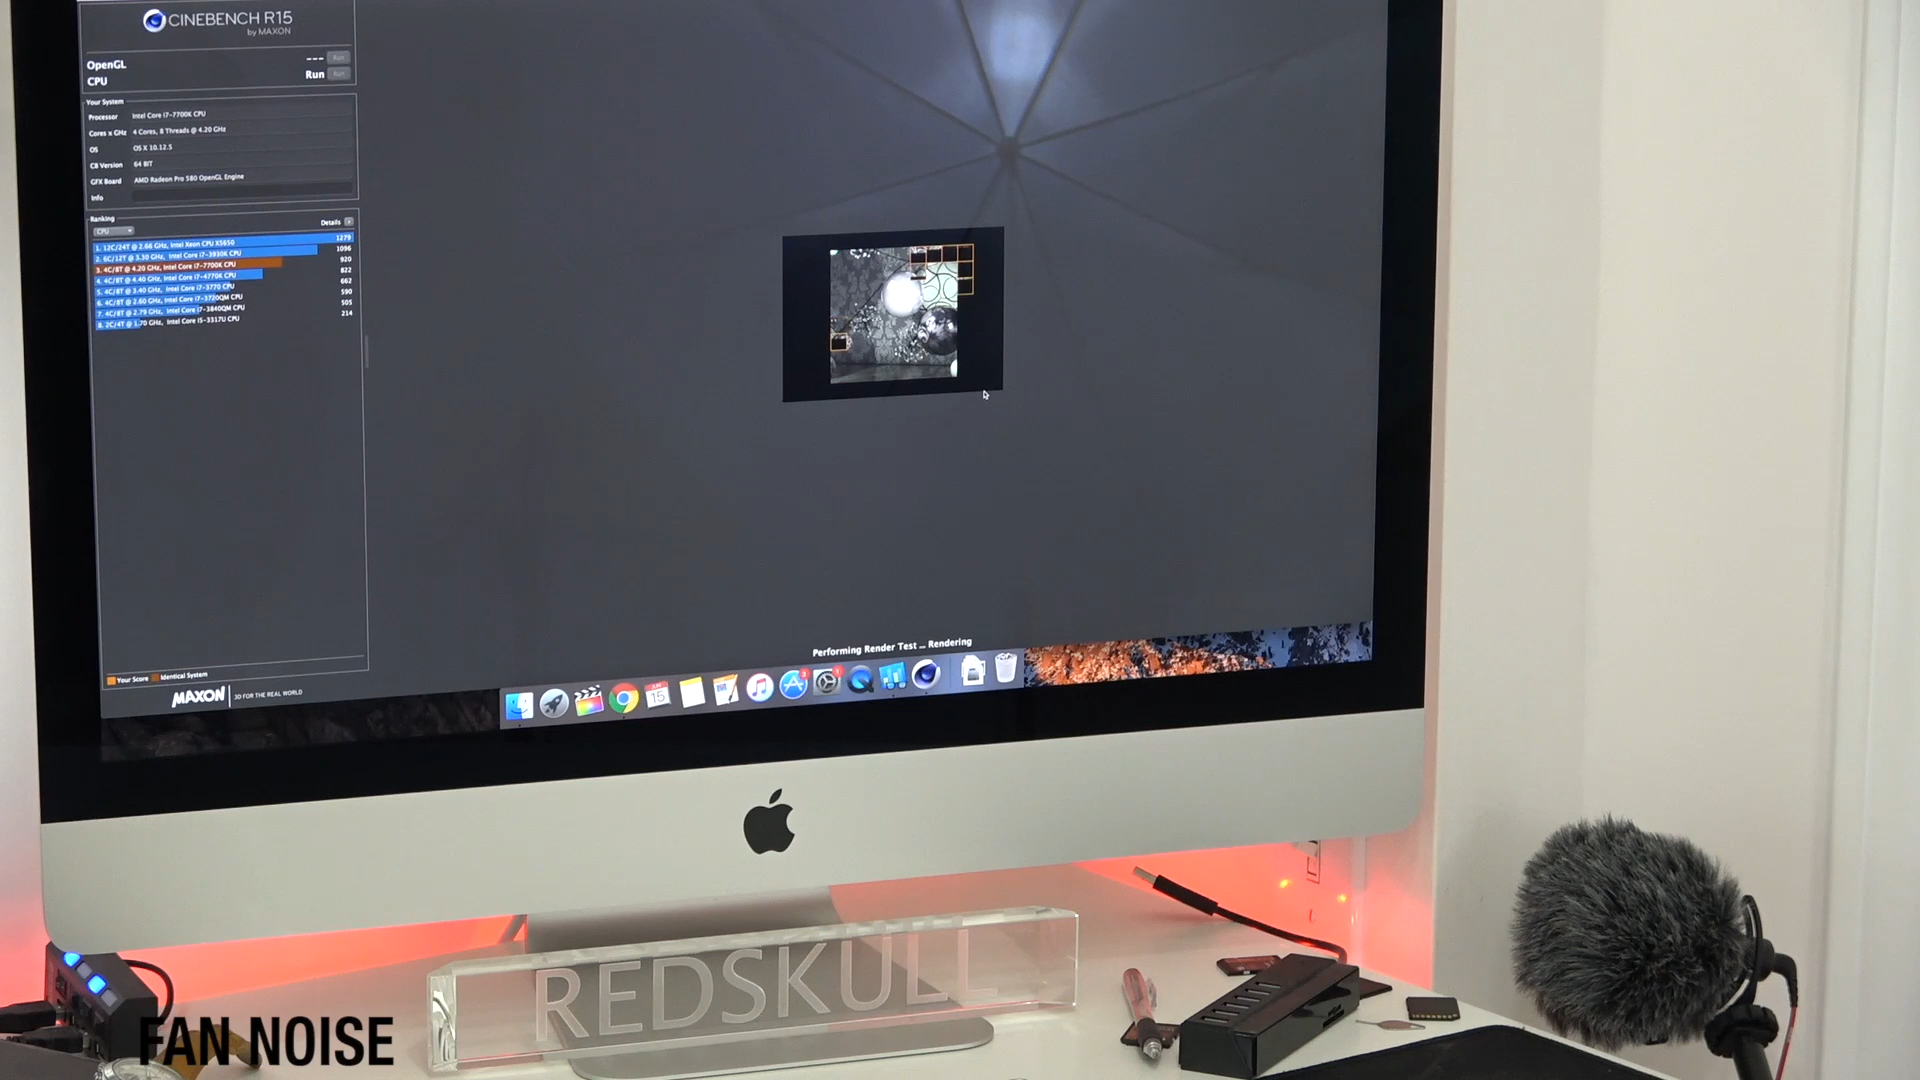 CINEBENCH R15
by MAXON
OpenGL --- Run
CPU Run Run
Your System
Processor Intel Core i7-7700K CPU
Cores x GHz 4 Cores, 8 Threads @ 4.20 GHz
OS OS X 10.12.5
CB Version 64 BIT
GFX Board AMD Radeon Pro 580 OpenGL Engine
Info
Ranking
CPU Details
1. 12C/24T @ 2.66 GHz, Intel Xeon CPU X5650 1279
2. 6C/12T @ 3.30 GHz, Intel Core i7-3930K CPU 1096
3. 4C/8T @ 4.20 GHz, Intel Core i7-7700K CPU 920
4. 4C/8T @ 4.40 GHz, Intel Core i7-4770K CPU 822
5. 4C/8T @ 3.40 GHz, Intel Core i7-3770 CPU 662
6. 4C/8T @ 2.60 GHz, Intel Core i7-3720QM CPU 590
7. 4C/8T @ 2.79 GHz, Intel Core i7-3840QM CPU 505
8. 2C/4T @ 1.70 GHz, Intel Core i5-3317U CPU 214
Performing Render Test ... Rendering
Your Score Identical System
MAXON 3D FOR THE REAL WORLD
15
3
REDSKULL
FAN NOISE